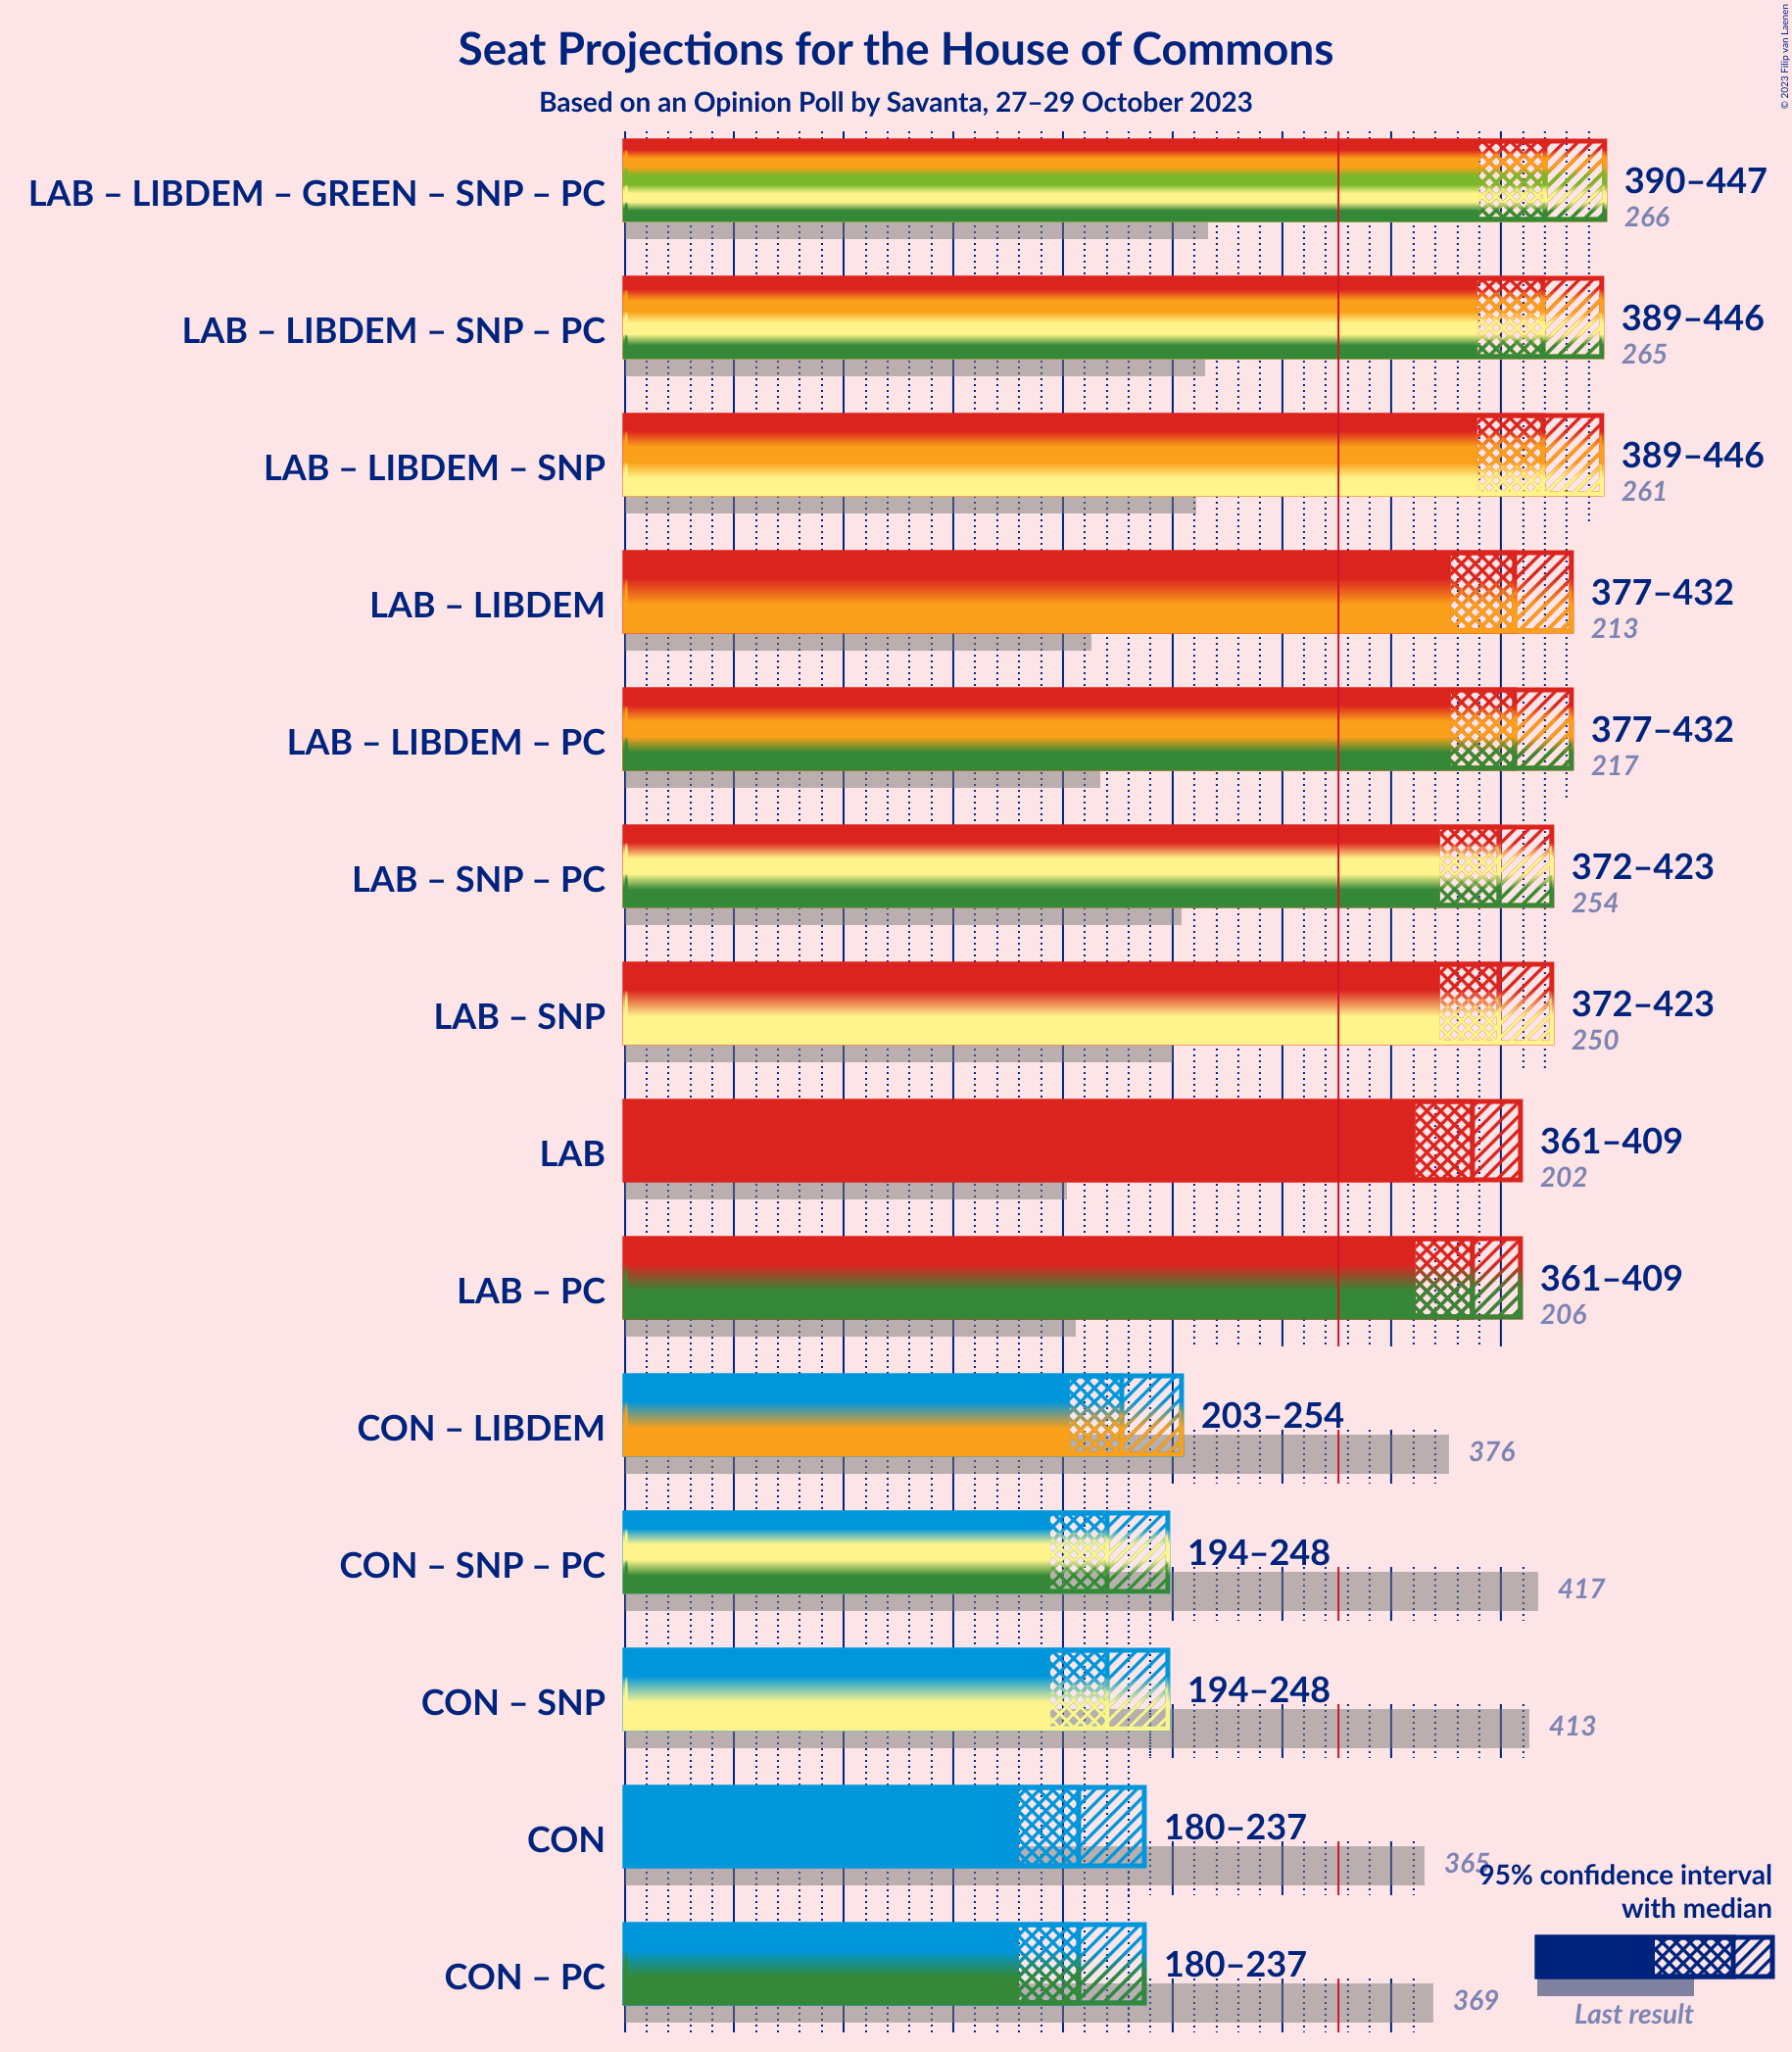 Seat Projections for the House of Commons
Based on an Opinion Poll by Savanta, 27–29 October 2023
© 2023 Filip van Laenen
LAB – LIBDEM – GREEN – SNP – PC
390–447
266
LAB – LIBDEM – SNP – PC
389–446
265
LAB – LIBDEM – SNP
389–446
261
LAB – LIBDEM
377–432
213
LAB – LIBDEM – PC
377–432
217
LAB – SNP – PC
372–423
254
LAB – SNP
372–423
250
LAB
361–409
202
LAB – PC
361–409
206
CON – LIBDEM
203–254
376
CON – SNP – PC
194–248
417
CON – SNP
194–248
413
CON
180–237
365
CON – PC
180–237
369
95% confidence interval
with median
Last result